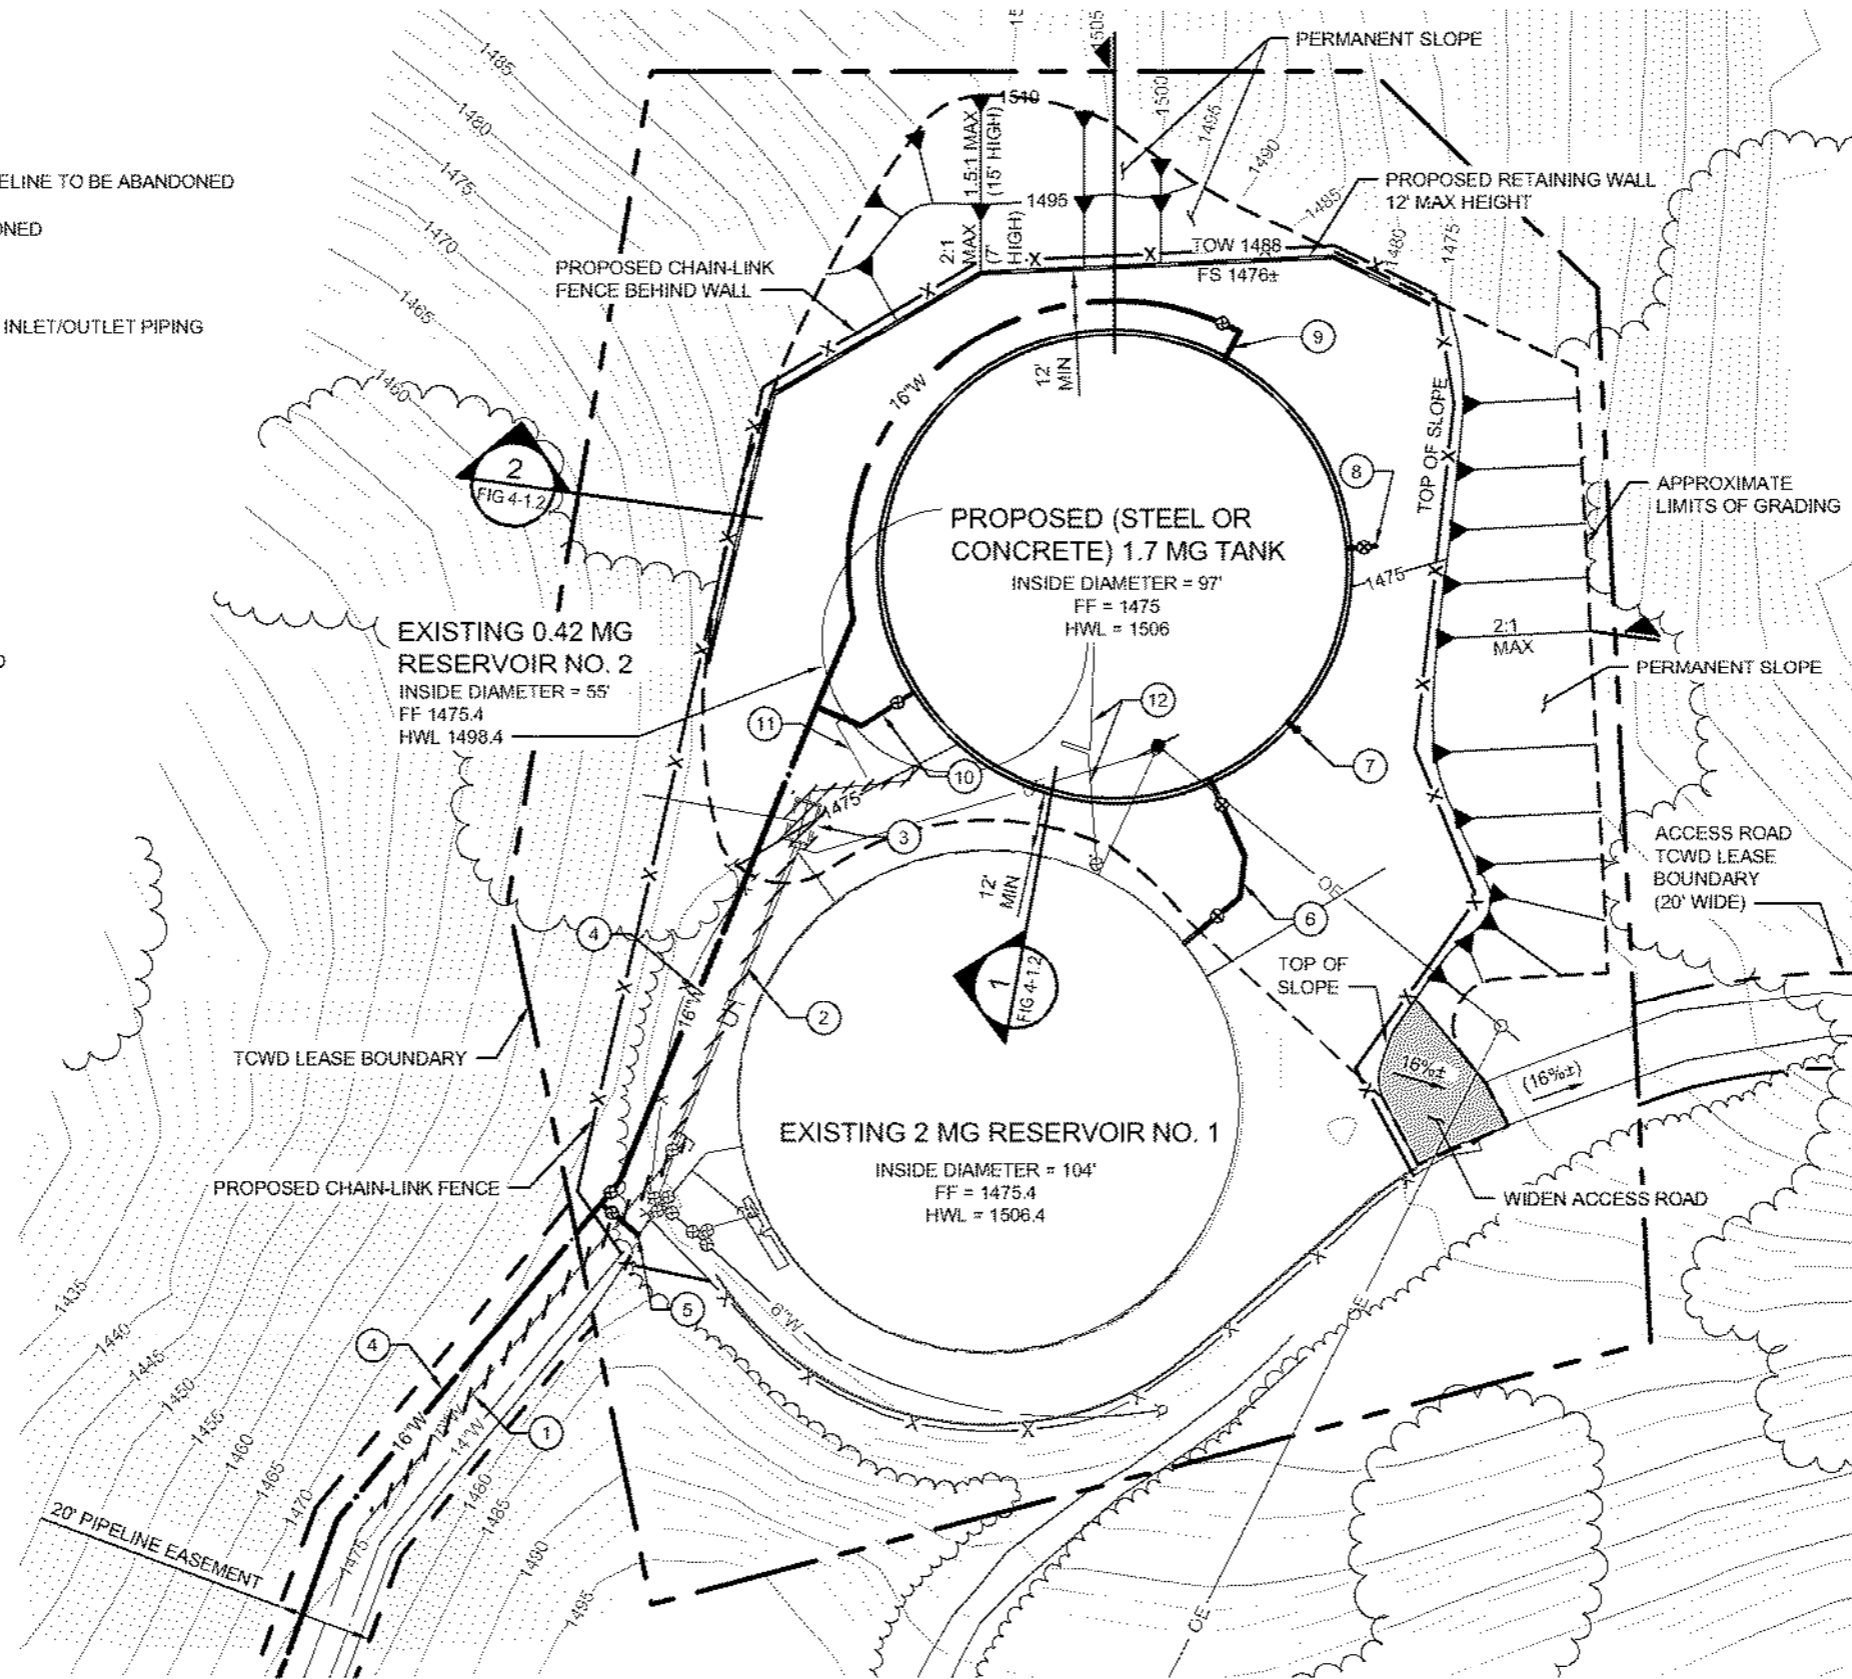 1485
1505
PERMANENT SLOPE
1480
1510
1500
1495
1490
1.5:1 MAX
(15' HIGH)
ELINE TO BE ABANDONED
1475
1495
PROPOSED RETAINING WALL
12' MAX HEIGHT
1485
1480
1475
ONED
1470
2:1
MAX
(7'
HIGH)
TOW 1488
FS 1476±
PROPOSED CHAIN-LINK
FENCE BEHIND WALL
1465
INLET/OUTLET PIPING
9
12'
MIN
16"W
1460
TOP OF SLOPE
2
FIG 4-1.2
8
APPROXIMATE
LIMITS OF GRADING
PROPOSED (STEEL OR
CONCRETE) 1.7 MG TANK
INSIDE DIAMETER = 97'
FF = 1475
HWL = 1506
1475
EXISTING 0.42 MG
RESERVOIR NO. 2
INSIDE DIAMETER = 55'
FF 1475.4
HWL 1498.4
2:1
MAX
PERMANENT SLOPE
12
11
10
7
1475
3
ACCESS ROAD
TCWD LEASE
BOUNDARY
(20' WIDE)
12'
MIN
OE
6
4
1
FIG 4-1.2
TOP OF
SLOPE
16"W
2
TCWD LEASE BOUNDARY
16%±
(16%±)
EXISTING 2 MG RESERVOIR NO. 1
INSIDE DIAMETER = 104'
FF = 1475.4
HWL = 1506.4
PROPOSED CHAIN-LINK FENCE
WIDEN ACCESS ROAD
5
OE
1435
1440
1445
1450
1455
1460
1465
1470
4
16"W
14"W
1
1475
1480
1485
1490
1495
20' PIPELINE EASEMENT
OE